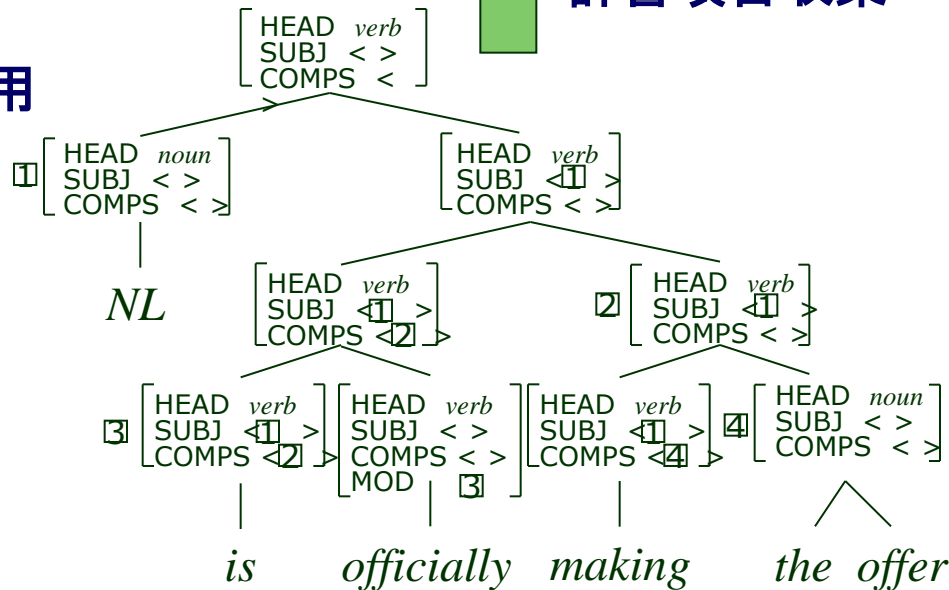 用
HEAD verb
SUBJ < >
COMPS < >
1
HEAD noun
SUBJ < >
COMPS < >
HEAD verb
SUBJ <1>
COMPS < >
NL
HEAD verb
SUBJ <1>
COMPS <2>
2
HEAD verb
SUBJ <1>
COMPS < >
3
HEAD verb
SUBJ <1>
COMPS <2>
HEAD verb
SUBJ < >
COMPS < >
MOD 3
HEAD verb
SUBJ <1>
COMPS <4>
4
HEAD noun
SUBJ < >
COMPS < >
is officially making the offer